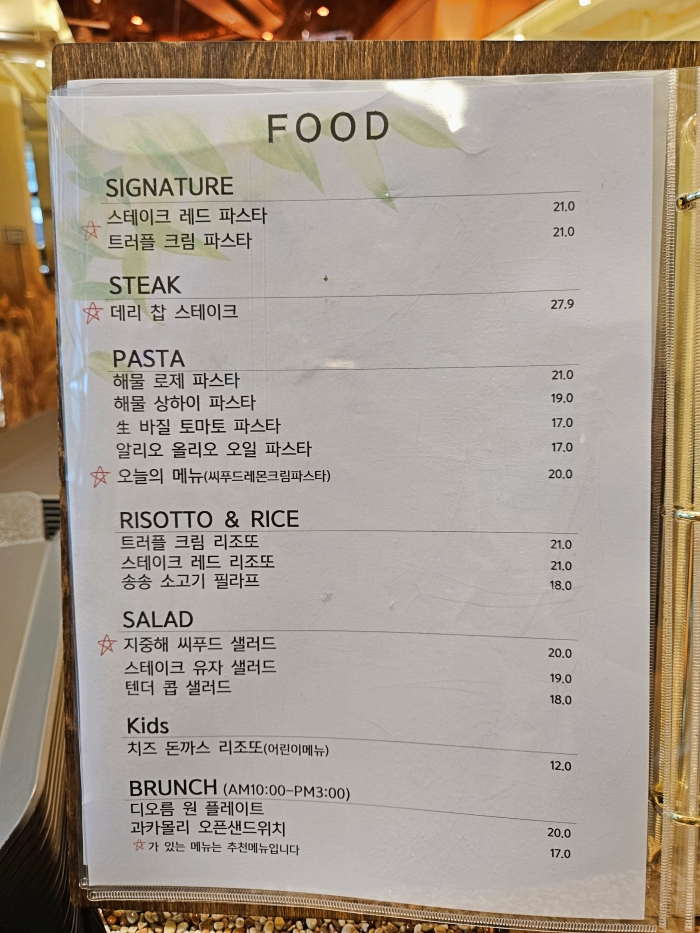 FOOD
SIGNATURE
스테이크 레드 파스타 21.0
☆ 트러플 크림 파스타 21.0
STEAK
☆ 데리 찹 스테이크 27.9
PASTA
해물 로제 파스타 21.0
해물 상하이 파스타 19.0
生 바질 토마토 파스타 17.0
알리오 올리오 오일 파스타 17.0
☆ 오늘의 메뉴(씨푸드레몬크림파스타) 20.0
RISOTTO & RICE
트러플 크림 리조또 21.0
스테이크 레드 리조또 21.0
송송 소고기 필라프 18.0
SALAD
☆ 지중해 씨푸드 샐러드 20.0
스테이크 유자 샐러드 19.0
텐더 콥 샐러드 18.0
Kids
치즈 돈까스 리조또(어린이메뉴) 12.0
BRUNCH (AM10:00-PM3:00)
디오름 원 플레이트 20.0
과카몰리 오픈샌드위치 17.0
☆가 있는 메뉴는 추천메뉴입니다